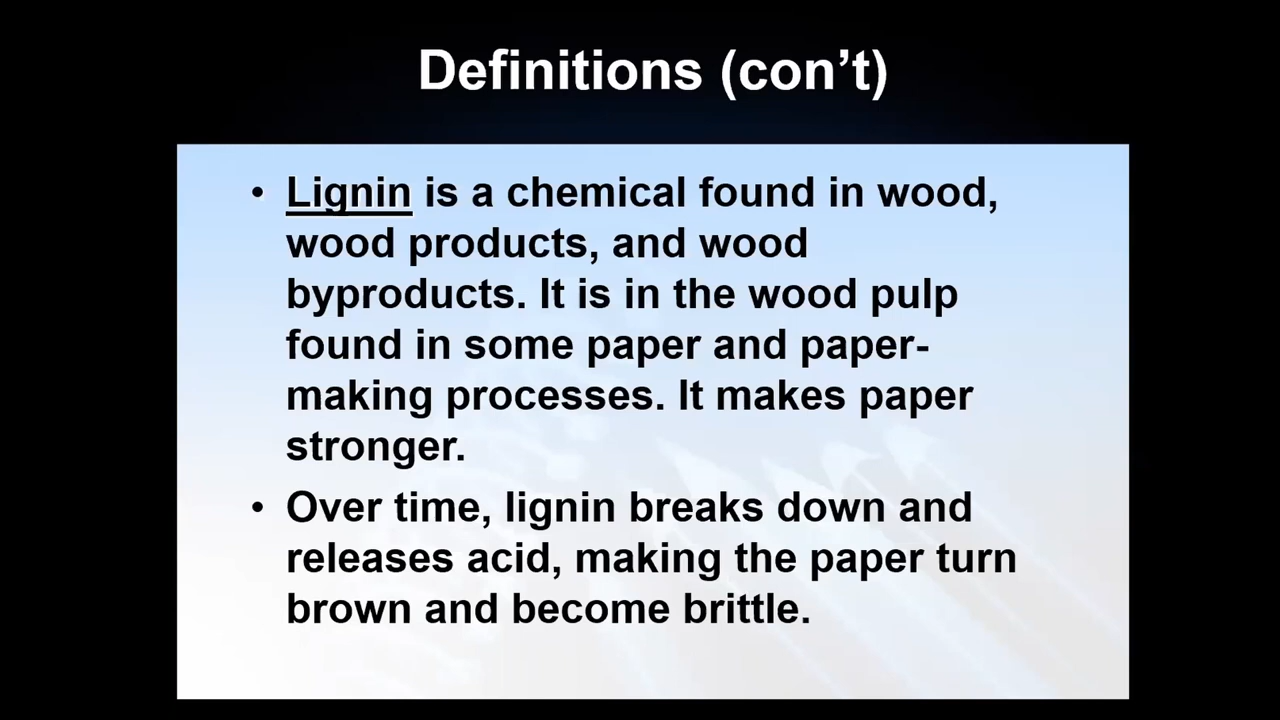 Definitions (con’t)
• Lignin is a chemical found in wood,
wood products, and wood
byproducts. It is in the wood pulp
found in some paper and paper-
making processes. It makes paper
stronger.
• Over time, lignin breaks down and
releases acid, making the paper turn
brown and become brittle.